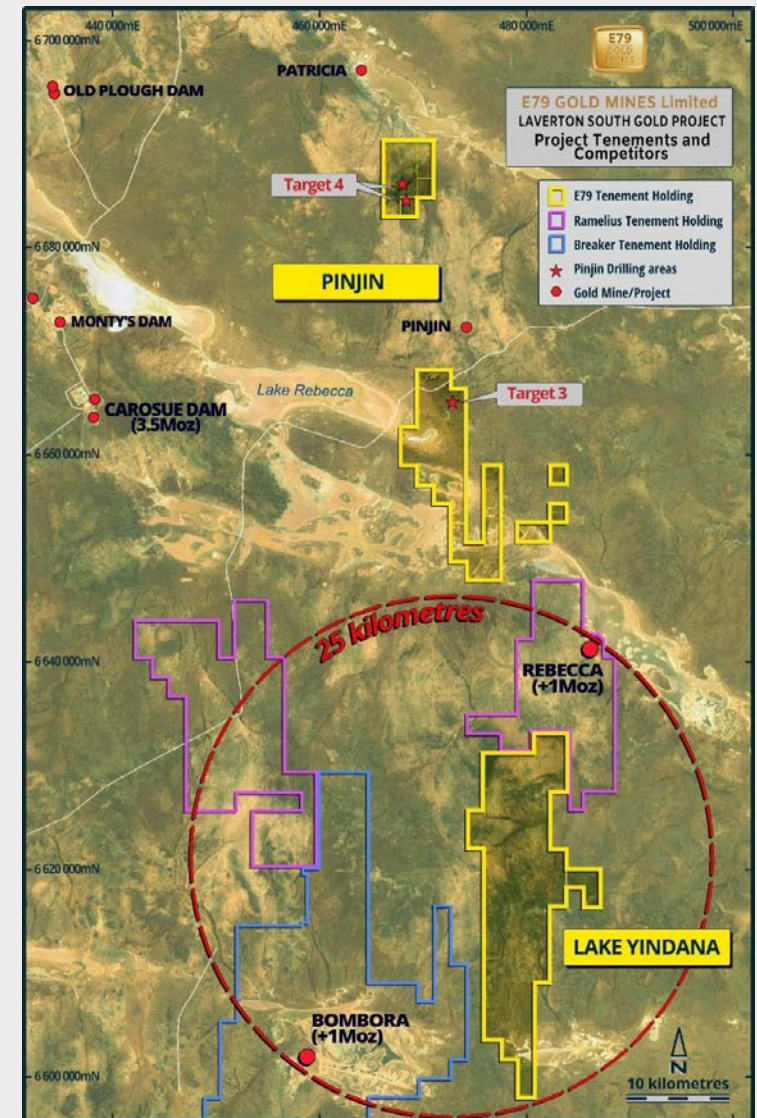 440 000mE
460 000mE
480 000mE
500 000mE
6 700 000mN
E79
GOLD
MINES
PATRICIA
OLD PLOUGH DAM
E79 GOLD MINES Limited
LAVERTON SOUTH GOLD PROJECT
Project Tenements and
Competitors
Target 4
E79 Tenement Holding
Ramelius Tenement Holding
Breaker Tenement Holding
Pinjin Drilling areas
Gold Mine/Project
6 680 000mN
PINJIN
MONTY'S DAM
PINJIN
Lake Rebecca
Target 3
CAROSUE DAM
(3.5Moz)
6 660 000mN
25 kilometres
6 640 000mN
REBECCA
(+1Moz)
6 620 000mN
LAKE YINDANA
BOMBORA
(+1Moz)
6 600 000mN
N
10 kilometres